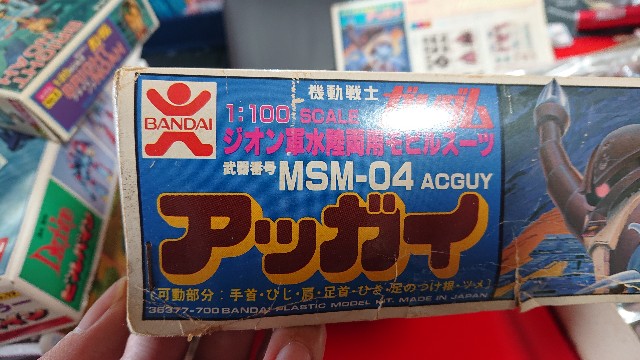 BANDAI
機動戦士ガンダム
1:100 SCALE
ジオン軍水陸両用モビルスーツ
武器番号 MSM-04 ACGUY
アッガイ
[可動部分:手首・ひじ・肩・足首・ひざ・足のつけ根・ツメ]
36377-700 BANDAI PLASTIC MODEL KIT. MADE IN JAPAN